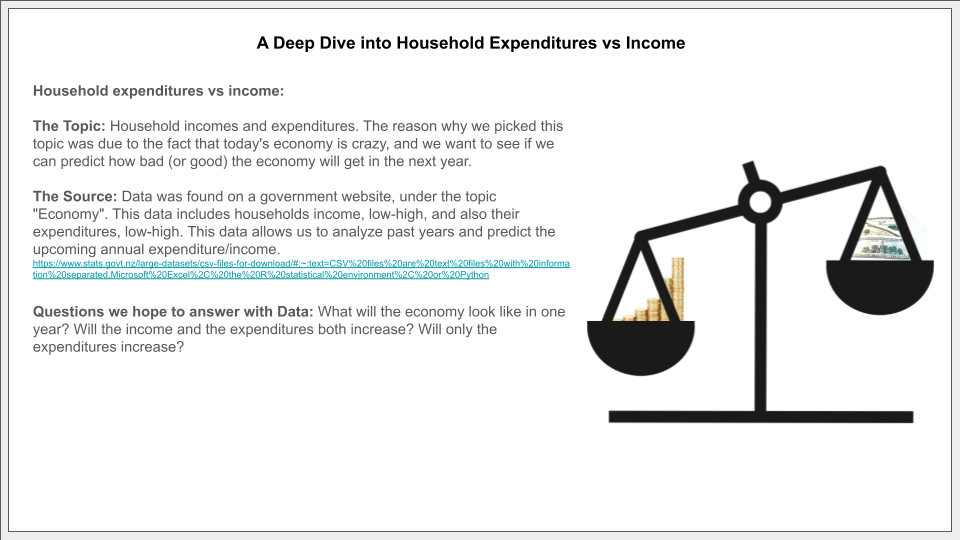 A Deep Dive into Household Expenditures vs Income
Household expenditures vs income:
The Topic: Household incomes and expenditures. The reason why we picked this
topic was due to the fact that today's economy is crazy, and we want to see if we
can predict how bad (or good) the economy will get in the next year.
The Source: Data was found on a government website, under the topic
"Economy". This data includes households income, low-high, and also their
expenditures, low-high. This data allows us to analyze past years and predict the
upcoming annual expenditure/income.
https://www.stats.govt.nz/large-datasets/csv-files-for-download/#:~:text=CSV%20files%20are%20text%20files%20with%20informa
tion%20separated,Microsoft%20Excel%2C%20the%20R%20statistical%20environment%2C%20or%20Python
Questions we hope to answer with Data: What will the economy look like in one
year? Will the income and the expenditures both increase? Will only the
expenditures increase?